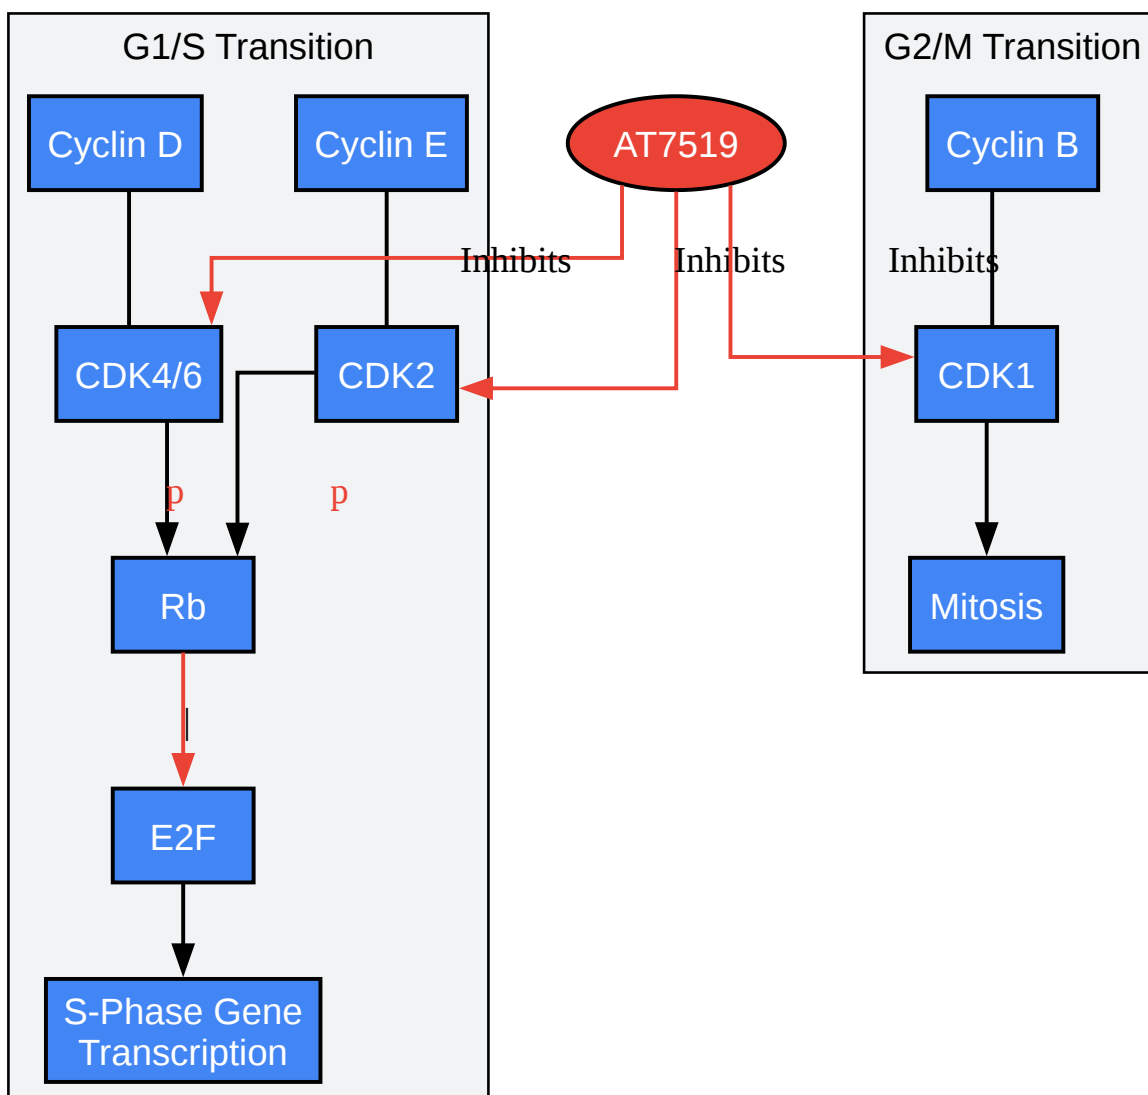 G1/S Transition
G2/M Transition
Cyclin D
Cyclin E
AT7519
Cyclin B
Inhibits
Inhibits
Inhibits
CDK4/6
CDK2
CDK1
p
p
Rb
Mitosis
|
E2F
S-Phase Gene
Transcription